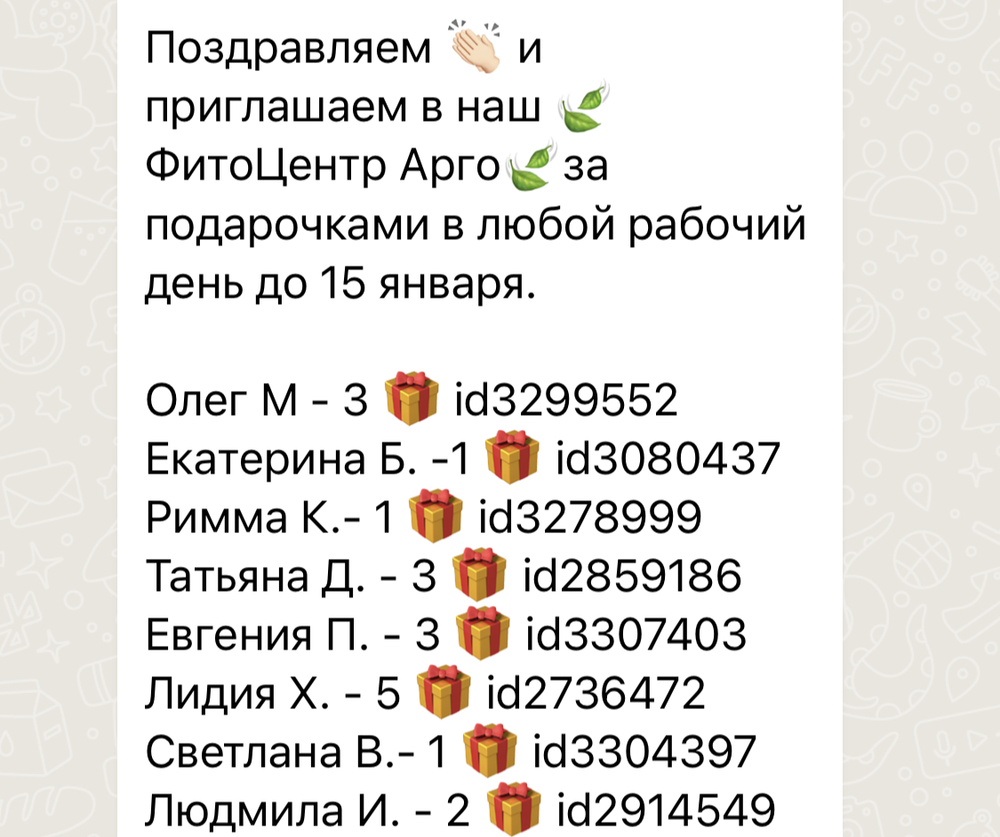 Поздравляем 👏🏻 и
приглашаем в наш 🍃
ФитоЦентр Арго🍃за
подарочками в любой рабочий
день до 15 января.
Олег М - 3 🎁 id3299552
Екатерина Б. -1 🎁 id3080437
Римма К.- 1 🎁 id3278999
Татьяна Д. - 3 🎁 id2859186
Евгения П. - 3 🎁 id3307403
Лидия Х. - 5 🎁 id2736472
Светлана В.- 1 🎁 id3304397
Людмила И. - 2 🎁 id2914549